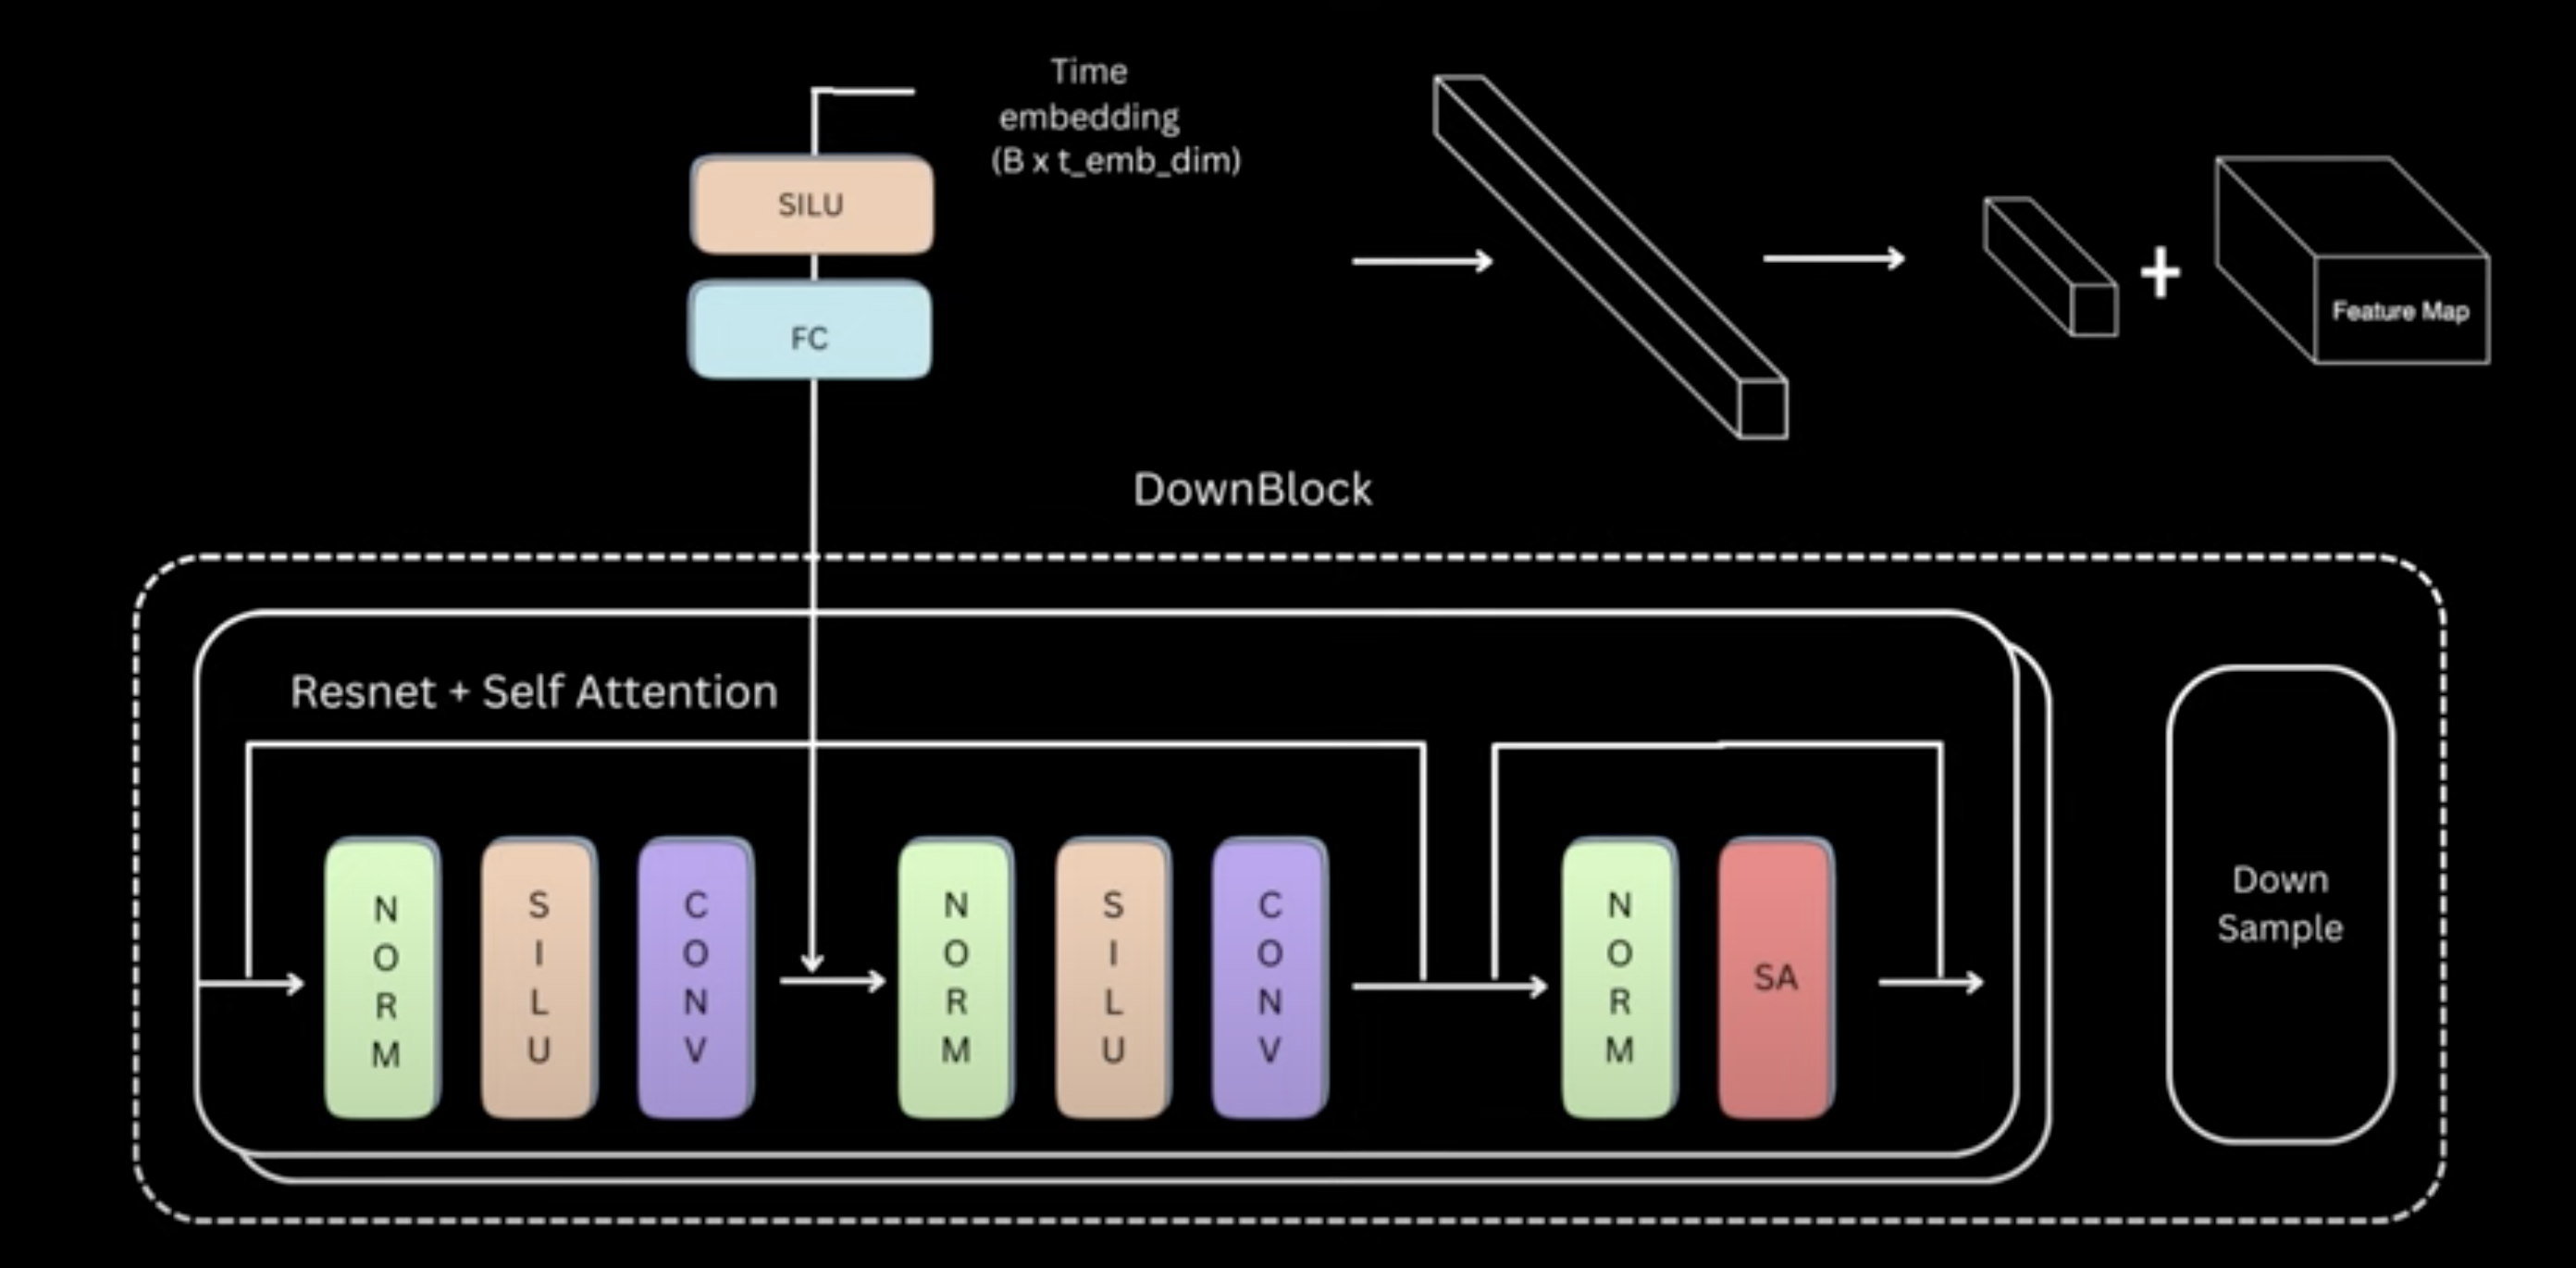 Time
embedding
(B x t_emb_dim)
SILU
FC
Feature Map
DownBlock
Resnet + Self Attention
NORM
SILU
CONV
NORM
SILU
CONV
NORM
SA
Down
Sample